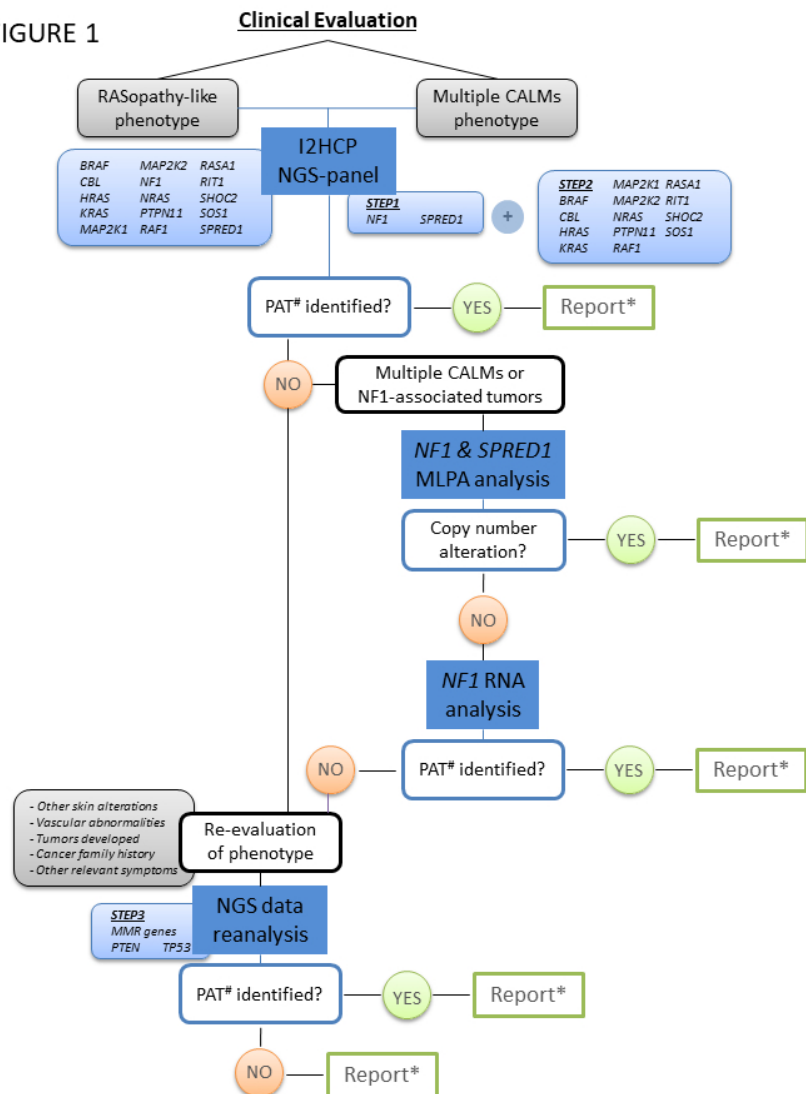 Clinical Evaluation
IGURE 1
RASopathy-like
phenotype
Multiple CALMs
phenotype
I2HCP
NGS-panel
BRAF MAP2K2 RASA1
CBL NF1 RIT1
HRAS NRAS SHOC2
KRAS PTPN11 SOS1
MAP2K1 RAF1 SPRED1
STEP1
NF1 SPRED1
+
STEP2 MAP2K1 RASA1
BRAF MAP2K2 RIT1
CBL NRAS SHOC2
HRAS PTPN11 SOS1
KRAS RAF1
PAT# identified?
YES
Report*
NO
Multiple CALMs or
NF1-associated tumors
NF1 & SPRED1
MLPA analysis
Copy number
alteration?
YES
Report*
NO
NF1 RNA
analysis
NO
PAT# identified?
YES
Report*
- Other skin alterations
- Vascular abnormalities
- Tumors developed
- Cancer family history
- Other relevant symptoms
Re-evaluation
of phenotype
STEP3
MMR genes
PTEN TP53
NGS data
reanalysis
PAT# identified?
YES
Report*
NO
Report*